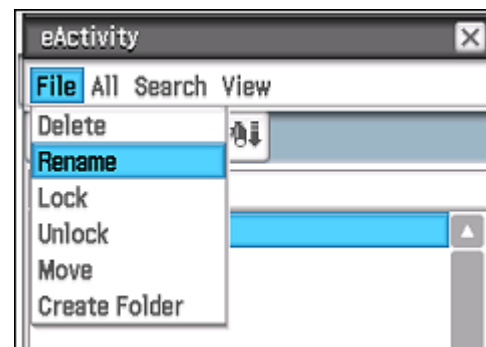 eActivity
File All Search View
Delete
Rename
Lock
Unlock
Move
Create Folder